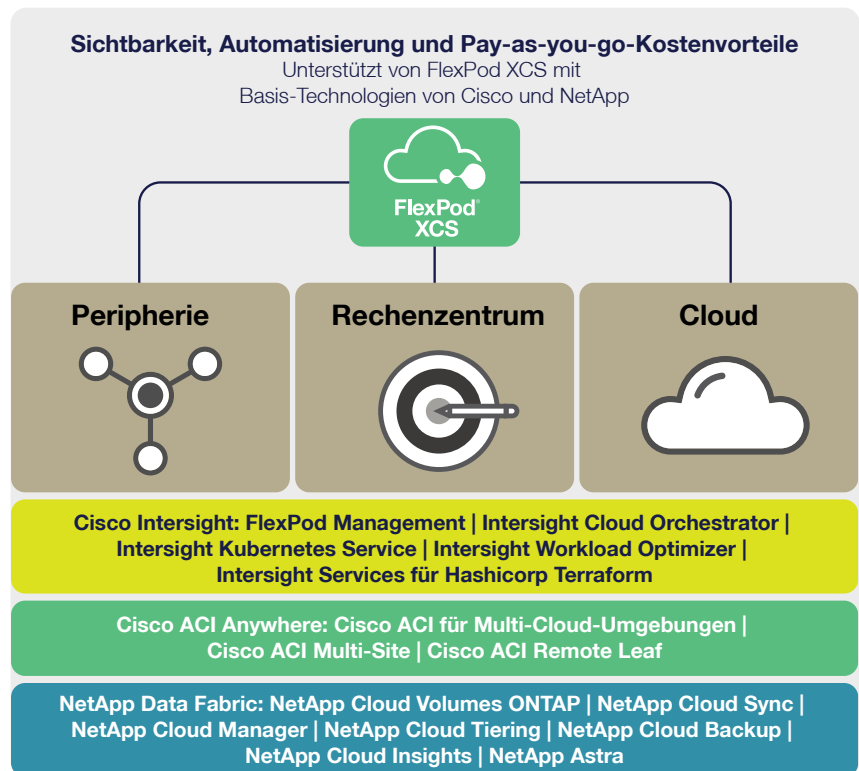 Sichtbarkeit, Automatisierung und Pay-as-you-go-Kostenvorteile
Unterstützt von FlexPod XCS mit
Basis-Technologien von Cisco und NetApp
FlexPod®
XCS
Peripherie
Rechenzentrum
Cloud
Cisco Intersight: FlexPod Management | Intersight Cloud Orchestrator |
Intersight Kubernetes Service | Intersight Workload Optimizer |
Intersight Services für Hashicorp Terraform
Cisco ACI Anywhere: Cisco ACI für Multi-Cloud-Umgebungen |
Cisco ACI Multi-Site | Cisco ACI Remote Leaf
NetApp Data Fabric: NetApp Cloud Volumes ONTAP | NetApp Cloud Sync |
NetApp Cloud Manager | NetApp Cloud Tiering | NetApp Cloud Backup |
NetApp Cloud Insights | NetApp Astra